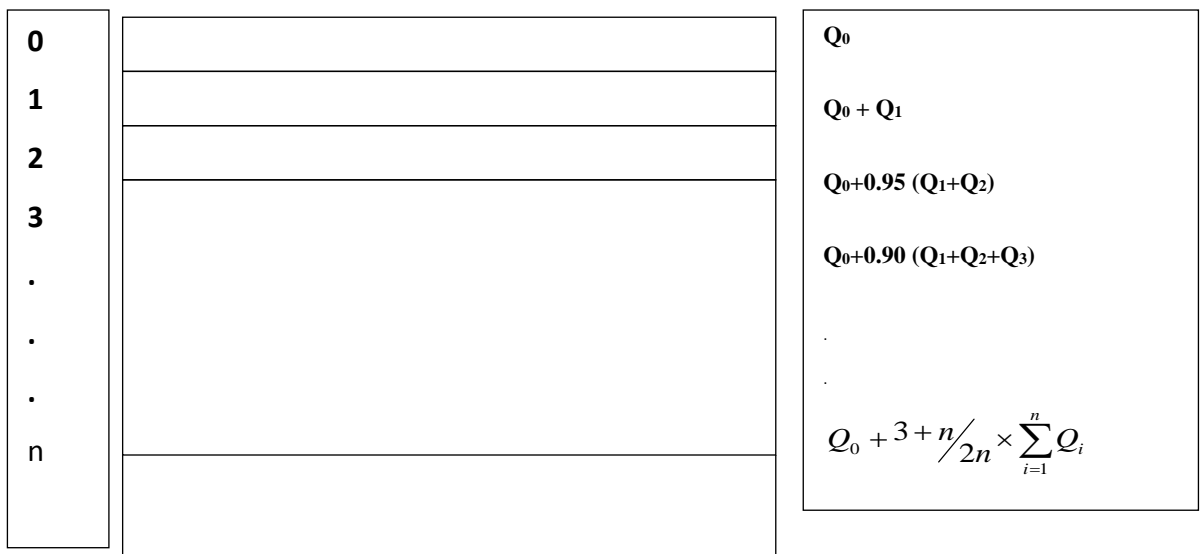 0
1
2
3
.
.
.
n
Q₀
Q₀ + Q₁
Q₀+0.95 (Q₁+Q₂)
Q₀+0.90 (Q₁+Q₂+Q₃)
.
.
Q₀ + 3 + n/2n × ∑ⁿᵢ₌₁ Qᵢ